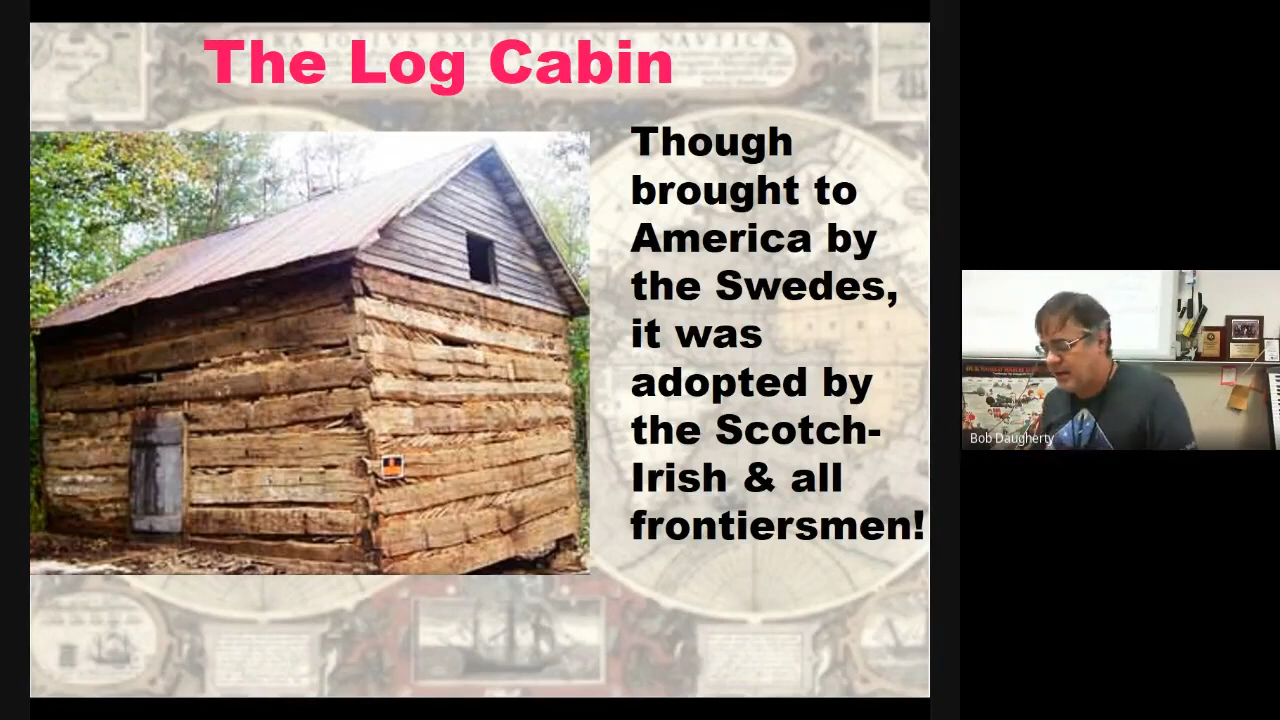 The Log Cabin
Though
brought to
America by
the Swedes,
it was
adopted by
the Scotch-
Irish & all
frontiersmen!
Bob Daugherty